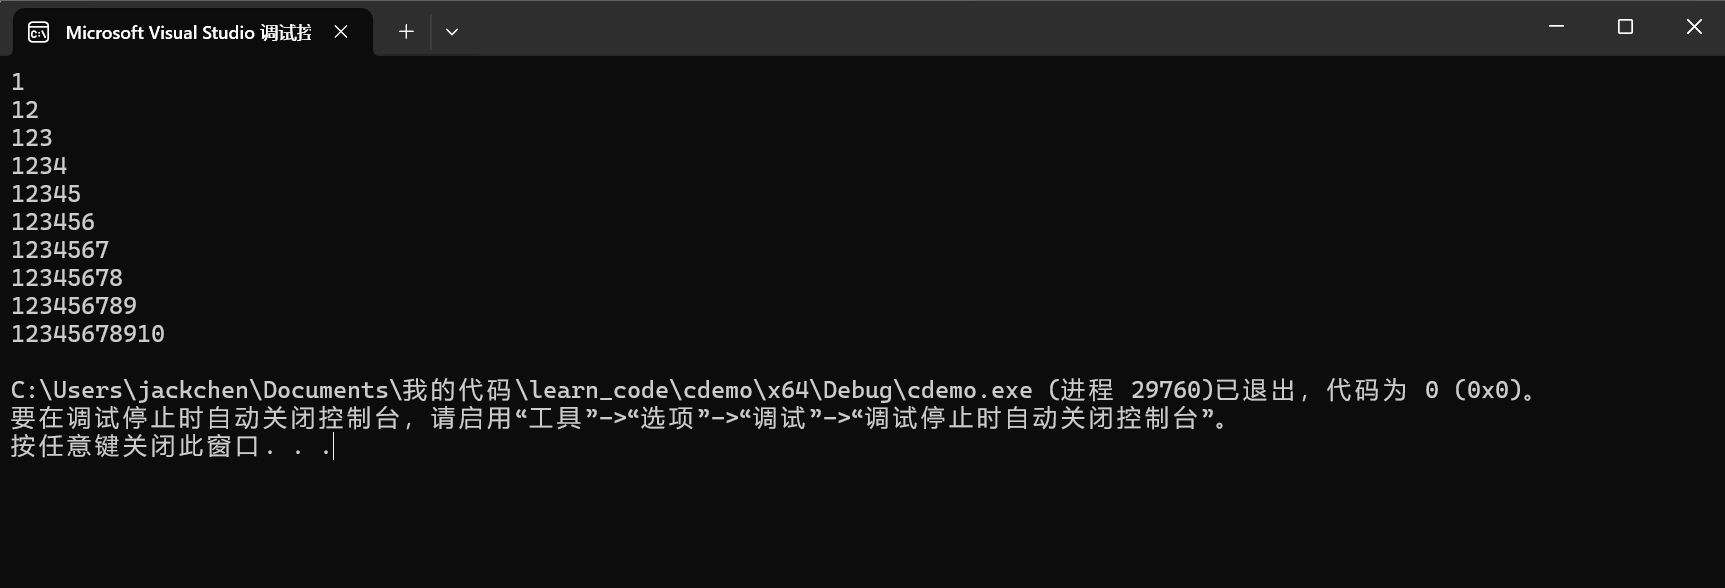 Microsoft Visual Studio 调试控
1
12
123
1234
12345
123456
1234567
12345678
123456789
12345678910
C:\Users\jackchen\Documents\我的代码\learn_code\cdemo\x64\Debug\cdemo.exe (进程 29760)已退出，代码为 0 (0x0)。
要在调试停止时自动关闭控制台，请启用“工具”->“选项”->“调试”->“调试停止时自动关闭控制台”。
按任意键关闭此窗口. . .